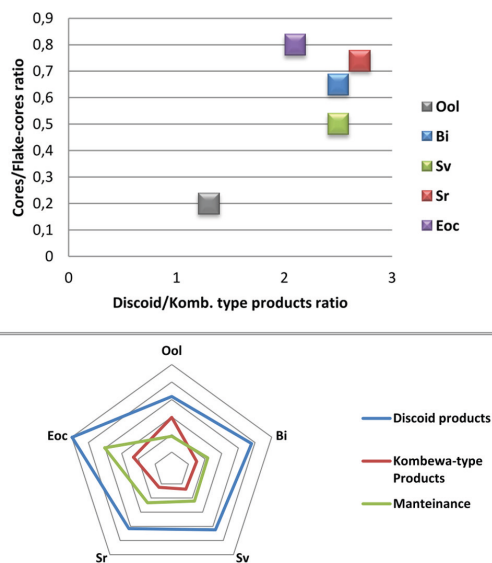 0,9
0,8
0,7
0,6
0,5
0,4
0,3
0,2
0,1
0
Cores/Flake-cores ratio
0 1 2 3
Discoid/Komb. type products ratio
Ool
Bi
Sv
Sr
Eoc
Ool
Eoc
Bi
Sr
Sv
Discoid products
Kombewa-type
Products
Manteinance